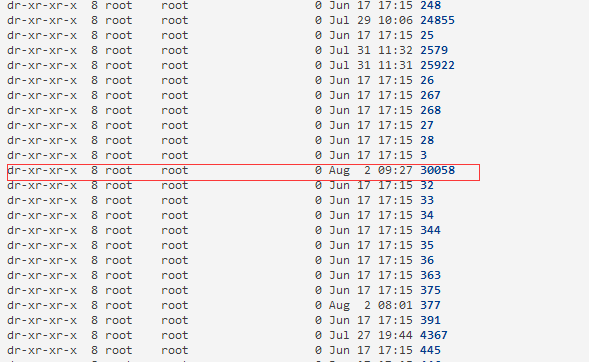 dr-xr-xr-x 8 root root 0 Jun 17 17:15 248
dr-xr-xr-x 8 root root 0 Jul 29 10:06 24855
dr-xr-xr-x 8 root root 0 Jun 17 17:15 25
dr-xr-xr-x 8 root root 0 Jul 31 11:32 2579
dr-xr-xr-x 8 root root 0 Jul 31 11:31 25922
dr-xr-xr-x 8 root root 0 Jun 17 17:15 26
dr-xr-xr-x 8 root root 0 Jun 17 17:15 267
dr-xr-xr-x 8 root root 0 Jun 17 17:15 268
dr-xr-xr-x 8 root root 0 Jun 17 17:15 27
dr-xr-xr-x 8 root root 0 Jun 17 17:15 28
dr-xr-xr-x 8 root root 0 Jun 17 17:15 3
dr-xr-xr-x 8 root root 0 Aug 2 09:27 30058
dr-xr-xr-x 8 root root 0 Jun 17 17:15 32
dr-xr-xr-x 8 root root 0 Jun 17 17:15 33
dr-xr-xr-x 8 root root 0 Jun 17 17:15 34
dr-xr-xr-x 8 root root 0 Jun 17 17:15 344
dr-xr-xr-x 8 root root 0 Jun 17 17:15 35
dr-xr-xr-x 8 root root 0 Jun 17 17:15 36
dr-xr-xr-x 8 root root 0 Jun 17 17:15 363
dr-xr-xr-x 8 root root 0 Jun 17 17:15 375
dr-xr-xr-x 8 root root 0 Aug 2 08:01 377
dr-xr-xr-x 8 root root 0 Jun 17 17:15 391
dr-xr-xr-x 8 root root 0 Jul 27 19:44 4367
dr-xr-xr-x 8 root root 0 Jun 17 17:15 445